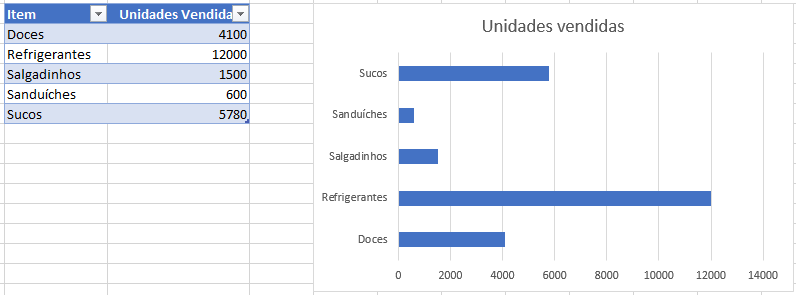 Item Unidades Vendida
Doces 4100
Refrigerantes 12000
Salgadinhos 1500
Sanduíches 600
Sucos 5780
Unidades vendidas
Sucos
Sanduíches
Salgadinhos
Refrigerantes
Doces
0 2000 4000 6000 8000 10000 12000 14000